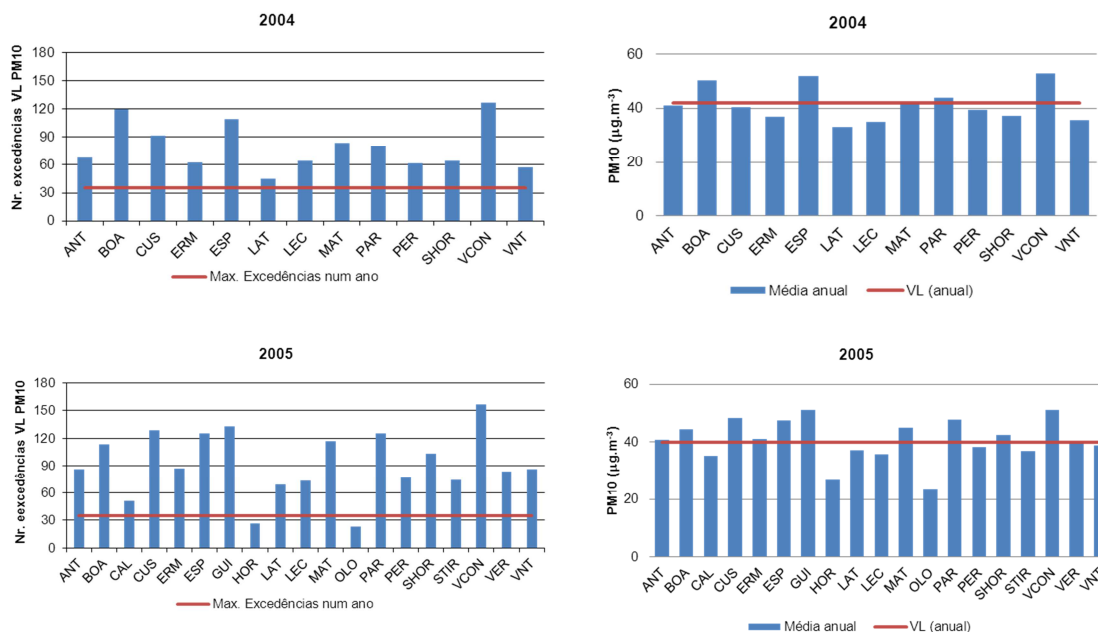 2004
Nr. excedências VL PM10
180
150
120
90
60
30
0
ANT BOA CUS ERM ESP LAT LEC MAT PAR PER SHOR VCON VNT
Max. Excedências num ano
2004
PM10 (µg.m-3)
60
40
20
0
ANT BOA CUS ERM ESP LAT LEC MAT PAR PER SHOR VCON VNT
Média anual VL (anual)
2005
Nr. eexcedências VL PM10
180
150
120
90
60
30
0
ANT BOA CAL CUS ERM ESP GUI HOR LAT LEC MAT OLO PAR PER SHOR STIR VCON VER VNT
Max. Excedências num ano
2005
PM10 (µg.m-3)
60
40
20
0
ANT BOA CAL CUS ERM ESP GUI HOR LAT LEC MAT OLO PAR PER SHOR STIR VCON VER VNT
Média anual VL (anual)